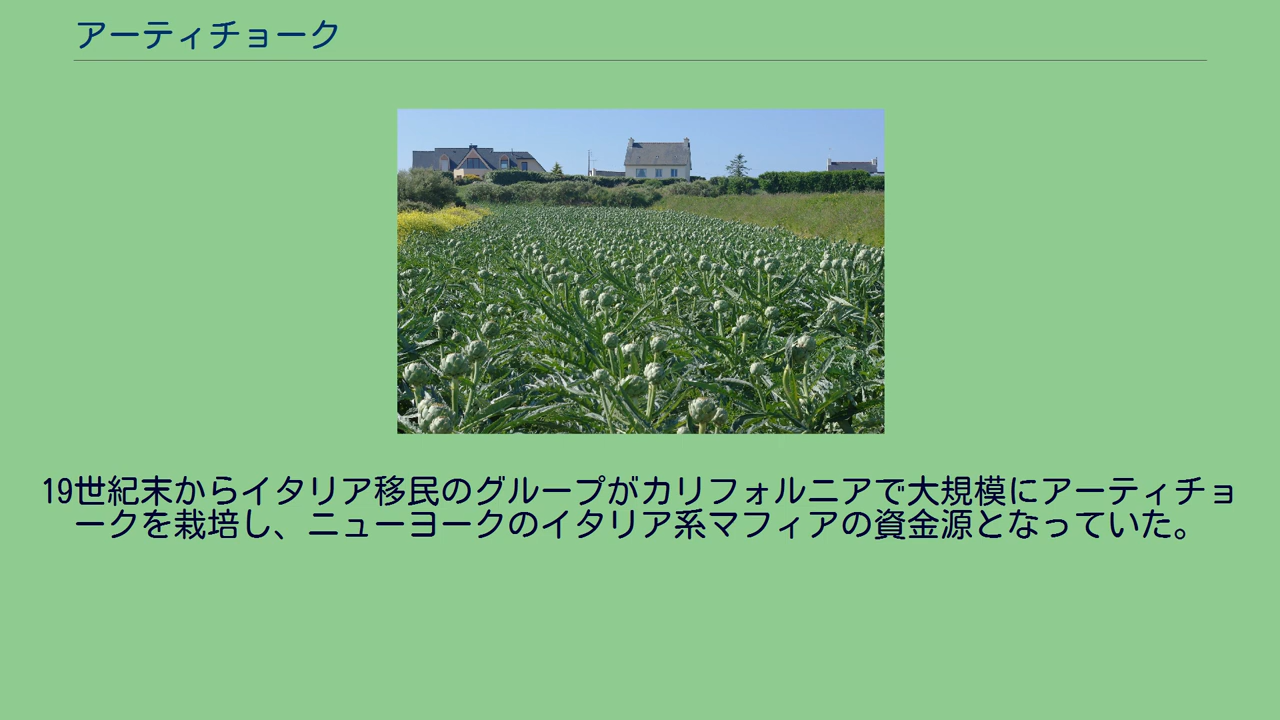 アーティチョーク
19世紀末からイタリア移民のグループがカリフォルニアで大規模にアーティチョ
ークを栽培し、ニューヨークのイタリア系マフィアの資金源となっていた。